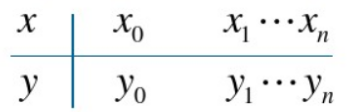 x x₀ x₁ ⋯ xₙ
y y₀ y₁ ⋯ yₙ